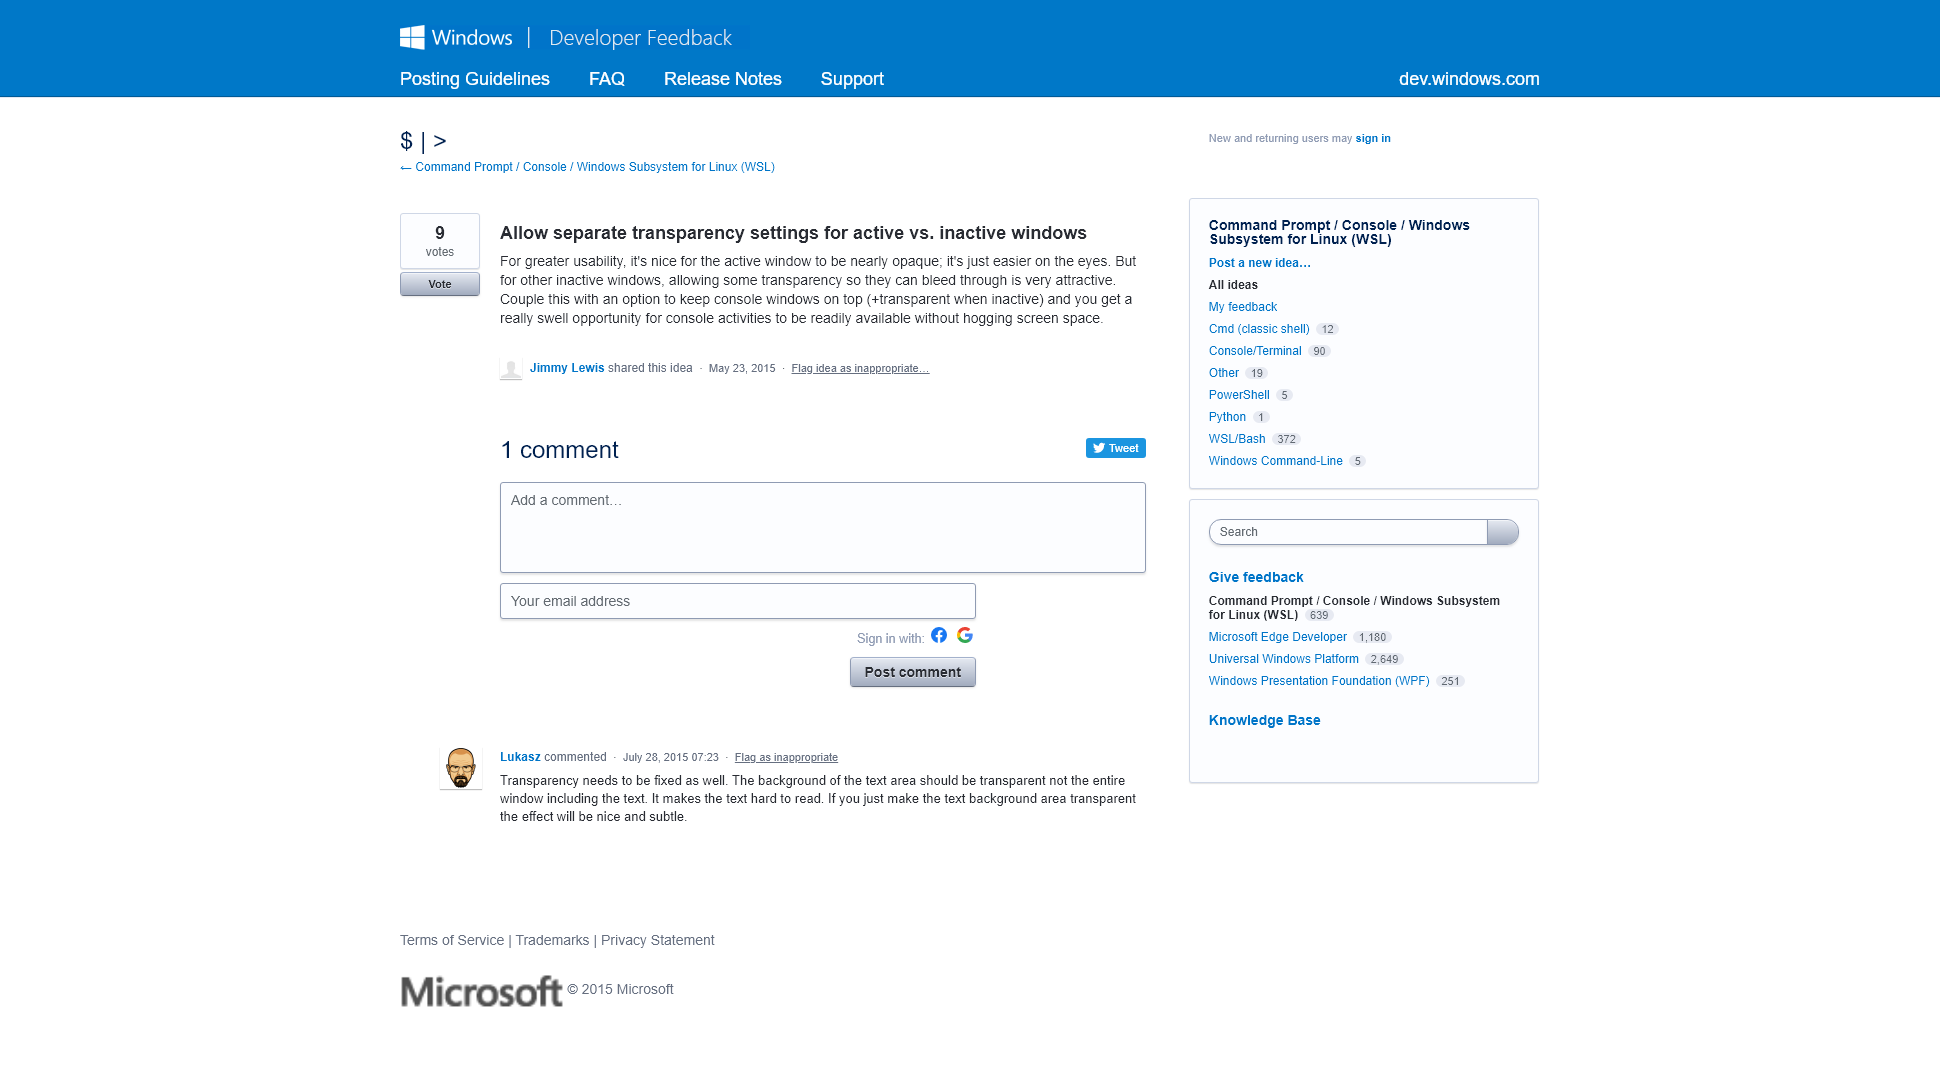 Windows | Developer Feedback
Posting Guidelines FAQ Release Notes Support dev.windows.com
$ | >
← Command Prompt / Console / Windows Subsystem for Linux (WSL)
New and returning users may sign in
9
votes
Vote
Allow separate transparency settings for active vs. inactive windows
For greater usability, it's nice for the active window to be nearly opaque; it's just easier on the eyes. But
for other inactive windows, allowing some transparency so they can bleed through is very attractive.
Couple this with an option to keep console windows on top (+transparent when inactive) and you get a
really swell opportunity for console activities to be readily available without hogging screen space.
Jimmy Lewis shared this idea · May 23, 2015 · Flag idea as inappropriate…
1 comment
Tweet
Add a comment…
Your email address
Sign in with:
Post comment
Lukasz commented · July 28, 2015 07:23 · Flag as inappropriate
Transparency needs to be fixed as well. The background of the text area should be transparent not the entire
window including the text. It makes the text hard to read. If you just make the text background area transparent
the effect will be nice and subtle.
Command Prompt / Console / Windows
Subsystem for Linux (WSL)
Post a new idea…
All ideas
My feedback
Cmd (classic shell) 12
Console/Terminal 90
Other 19
PowerShell 5
Python 1
WSL/Bash 372
Windows Command-Line 5
Search
Give feedback
Command Prompt / Console / Windows Subsystem
for Linux (WSL) 639
Microsoft Edge Developer 1,180
Universal Windows Platform 2,649
Windows Presentation Foundation (WPF) 251
Knowledge Base
Terms of Service | Trademarks | Privacy Statement
Microsoft © 2015 Microsoft